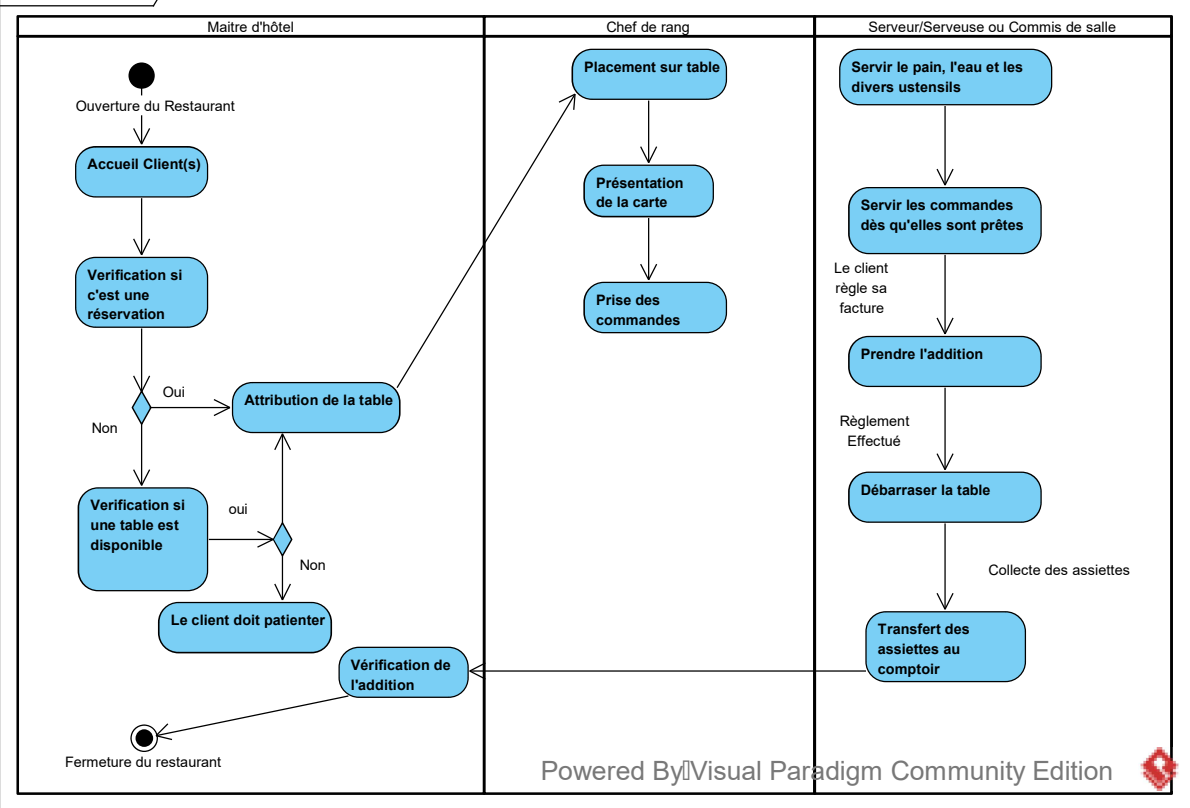 Maitre d'hôtel
Chef de rang
Serveur/Serveuse ou Commis de salle
Ouverture du Restaurant
Accueil Client(s)
Verification si
c'est une
réservation
Oui
Non
Attribution de la table
Verification si
une table est
disponible
oui
Non
Le client doit patienter
Vérification de
l'addition
Fermeture du restaurant
Placement sur table
Présentation
de la carte
Prise des
commandes
Servir le pain, l'eau et les
divers ustensils
Servir les commandes
dès qu'elles sont prêtes
Le client
règle sa
facture
Prendre l'addition
Règlement
Effectué
Débarraser la table
Collecte des assiettes
Transfert des
assiettes au
comptoir
Powered By Visual Paradigm Community Edition